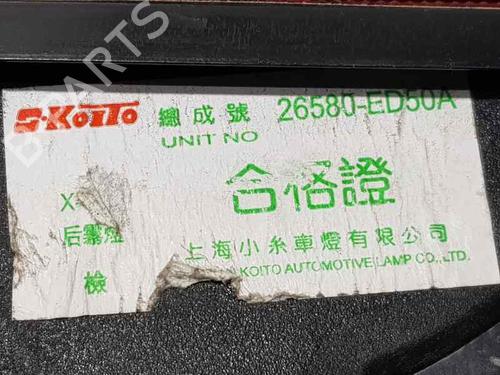 S-KOITO 總成號 26580-ED50A
UNIT NO
合格證
X-
后霧燈
上海小糸車燈有限公司
KOITO AUTOMOTIVE LAMP CO., LTD.
檢
PARTS